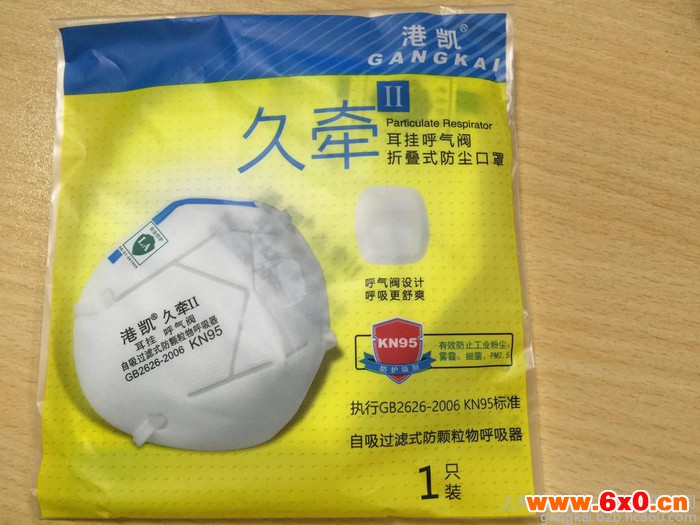 港凯®
GANGKAI
久牵II
Particulate Respirator
耳挂呼气阀
折叠式防尘口罩
LA
呼气阀设计
呼吸更舒爽
港凯® 久牵II
耳挂 呼气阀
自吸过滤式防颗粒物呼吸器
GB2626-2006 KN95
KN95
防护级别
有效防止工业粉尘、
雾霾、细菌、PM2.5
执行GB2626-2006 KN95标准
自吸过滤式防颗粒物呼吸器
1只装
www.6x0.cn
gangkai.b2b.hc360.com